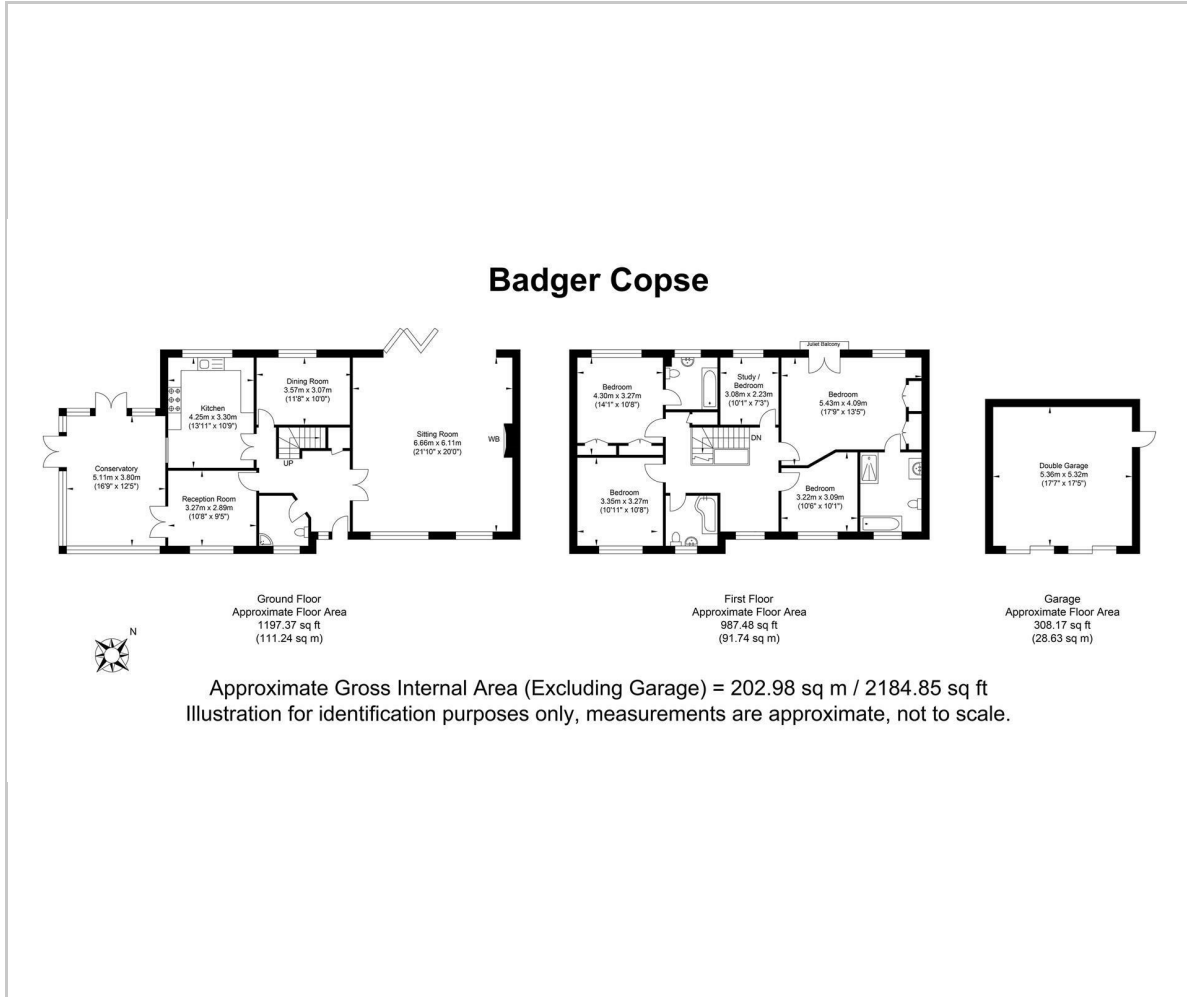 Badger Copse
Kitchen
4.25m x 3.30m
(13'11" x 10'9")
Dining Room
3.57m x 3.07m
(11'8" x 10'0")
Sitting Room
6.66m x 6.11m
(21'10" x 20'0")
WB
UP
Conservatory
5.11m x 3.80m
(16'9" x 12'5")
Reception Room
3.27m x 2.89m
(10'8" x 9'5")
Juliet Balcony
Bedroom
4.30m x 3.27m
(14'1" x 10'8")
Study /
Bedroom
3.08m x 2.23m
(10'1" x 7'3")
Bedroom
5.43m x 4.09m
(17'9" x 13'5")
DN
Bedroom
3.35m x 3.27m
(10'11" x 10'8")
Bedroom
3.22m x 3.09m
(10'6" x 10'1")
Double Garage
5.36m x 5.32m
(17'7" x 17'5")
Ground Floor
Approximate Floor Area
1197.37 sq ft
(111.24 sq m)
First Floor
Approximate Floor Area
987.48 sq ft
(91.74 sq m)
Garage
Approximate Floor Area
308.17 sq ft
(28.63 sq m)
N
Approximate Gross Internal Area (Excluding Garage) = 202.98 sq m / 2184.85 sq ft
Illustration for identification purposes only, measurements are approximate, not to scale.